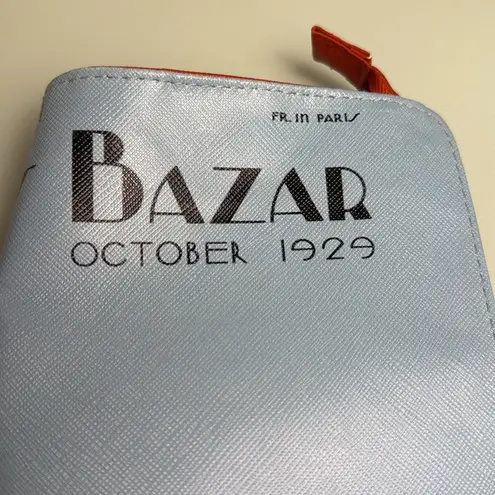 FR. IN PARIS
BAZAR
OCTOBER 1929